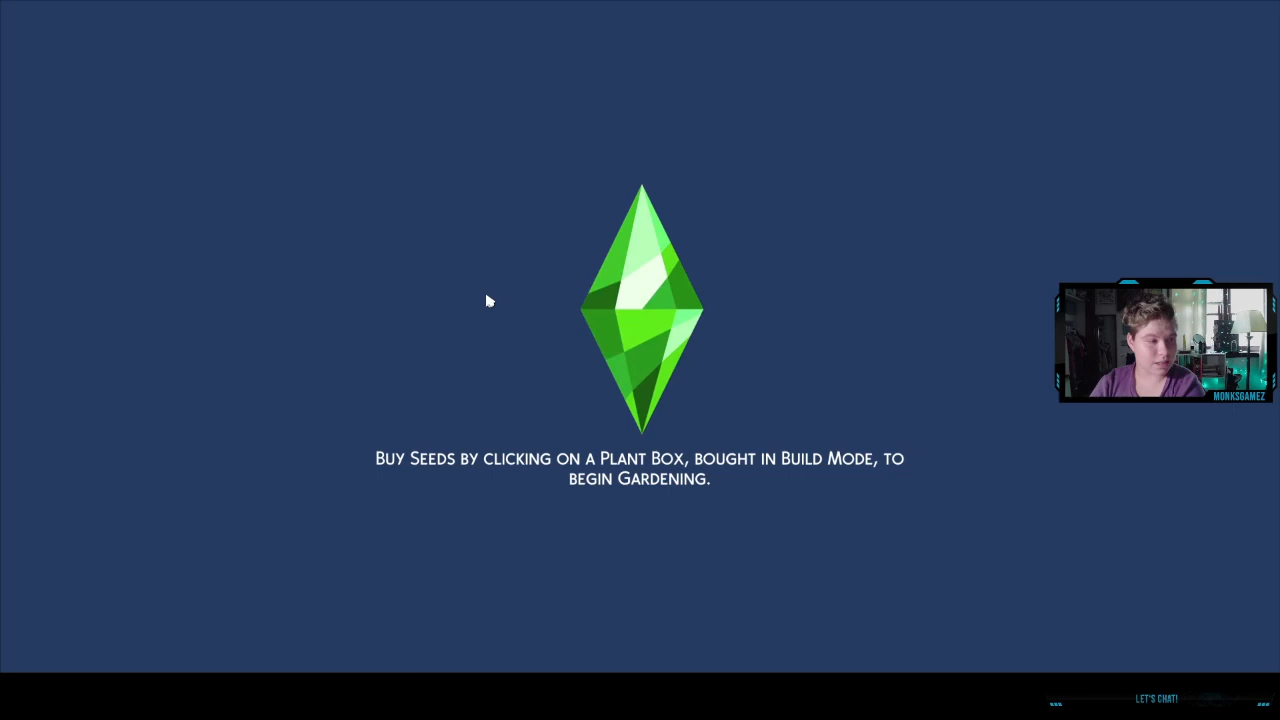 Buy Seeds by clicking on a Plant Box, bought in Build Mode, to
begin Gardening.
MONKSGAMEZ
LET'S CHAT!